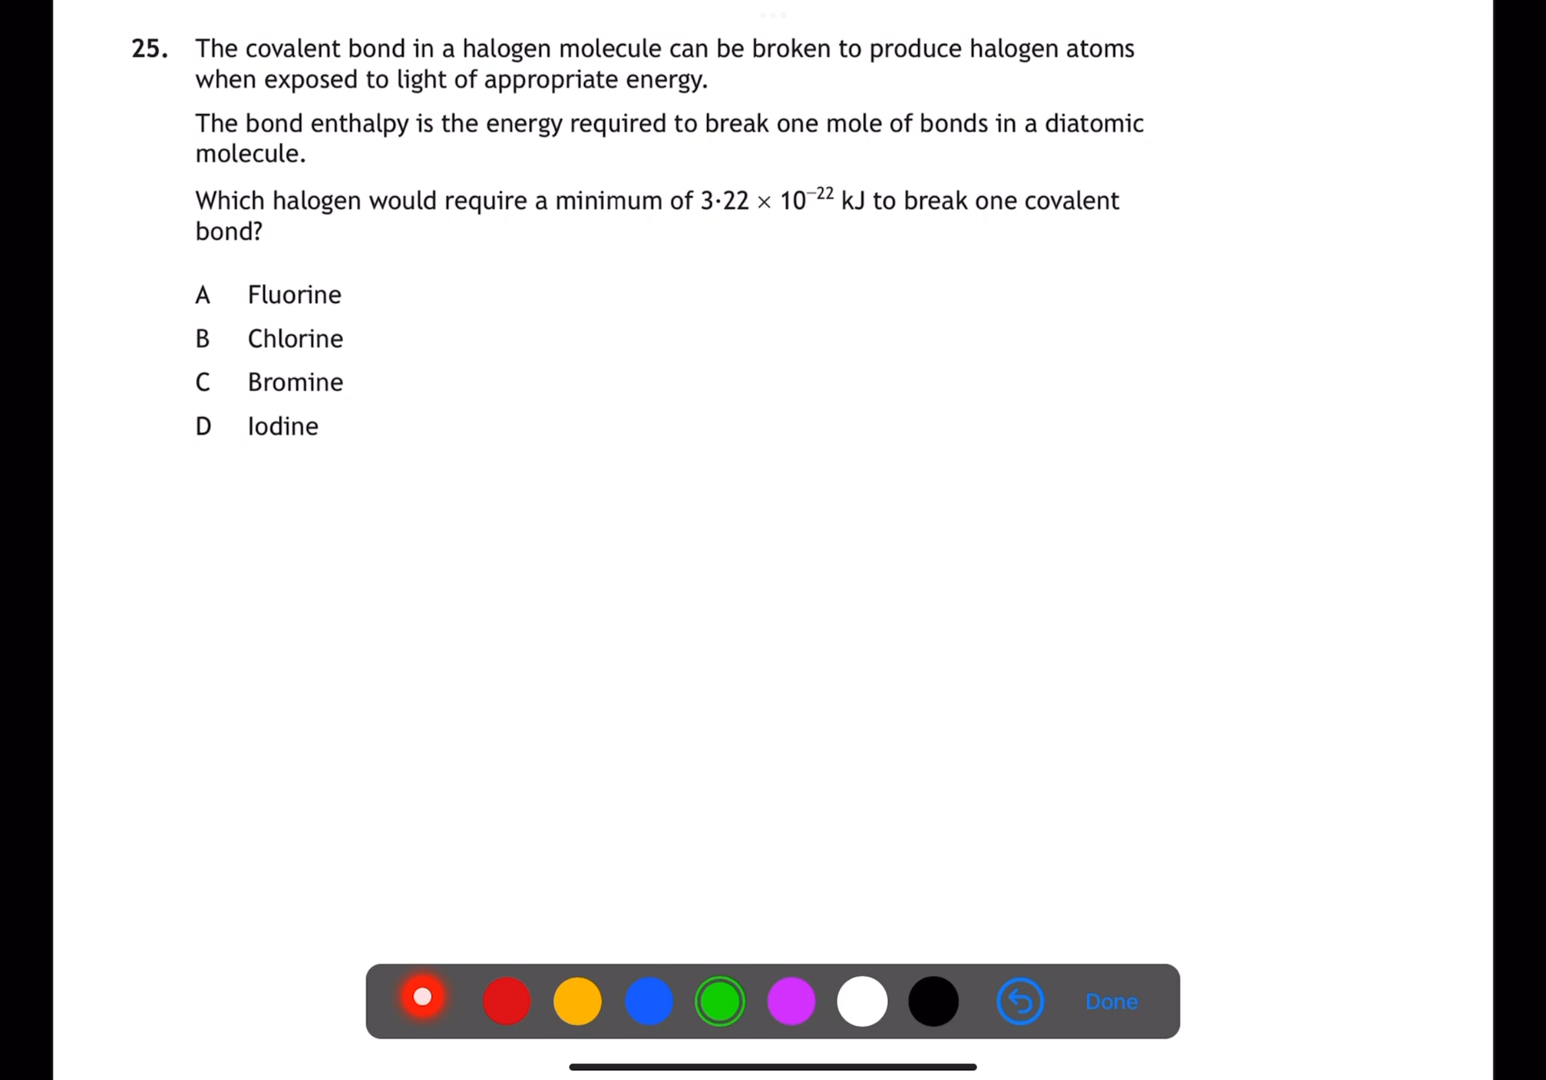 25. The covalent bond in a halogen molecule can be broken to produce halogen atoms
when exposed to light of appropriate energy.
The bond enthalpy is the energy required to break one mole of bonds in a diatomic
molecule.
Which halogen would require a minimum of 3·22 × 10⁻²² kJ to break one covalent
bond?
A Fluorine
B Chlorine
C Bromine
D Iodine
Done